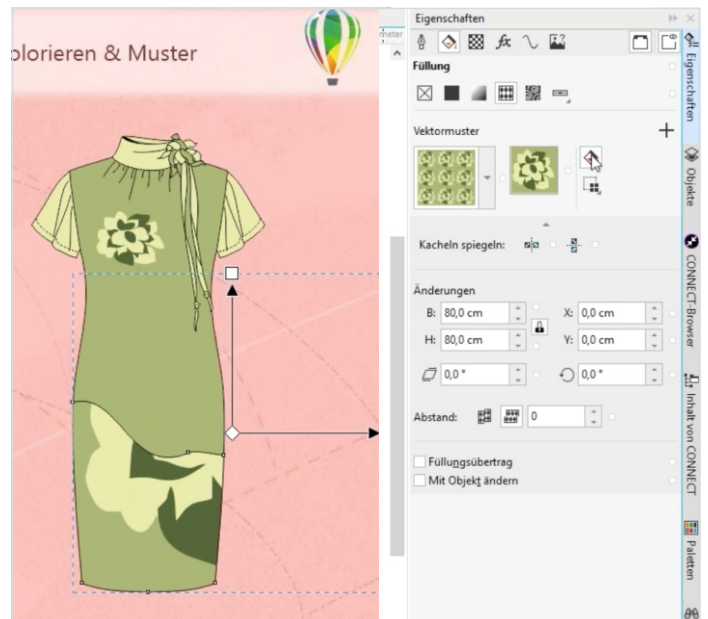 Eigenschaften
olorieren & Muster
meter
Füllung
Vektormuster
Kacheln spiegeln:
Änderungen
B: 80,0 cm X: 0,0 cm
H: 80,0 cm Y: 0,0 cm
0,0 ° 0,0 °
Abstand: 0
Füllungsübertrag
Mit Objekt ändern
Eigenschaften
Objekte
CONNECT-Browser
Inhalt von CONNECT
Paletten